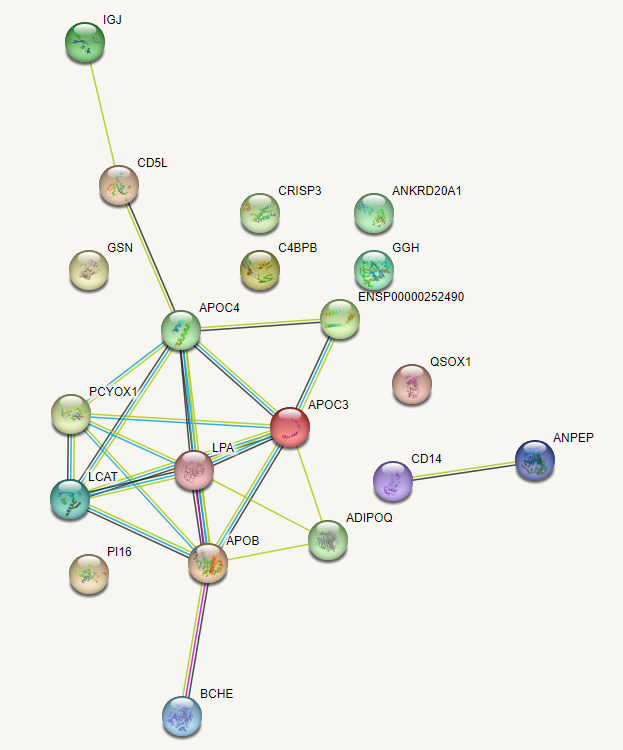 IGJ
CD5L
CRISP3
ANKRD20A1
GSN
C4BPB
GGH
ENSP00000252490
APOC4
QSOX1
PCYOX1
APOC3
LPA
CD14
ANPEP
LCAT
ADIPOQ
APOB
PI16
BCHE